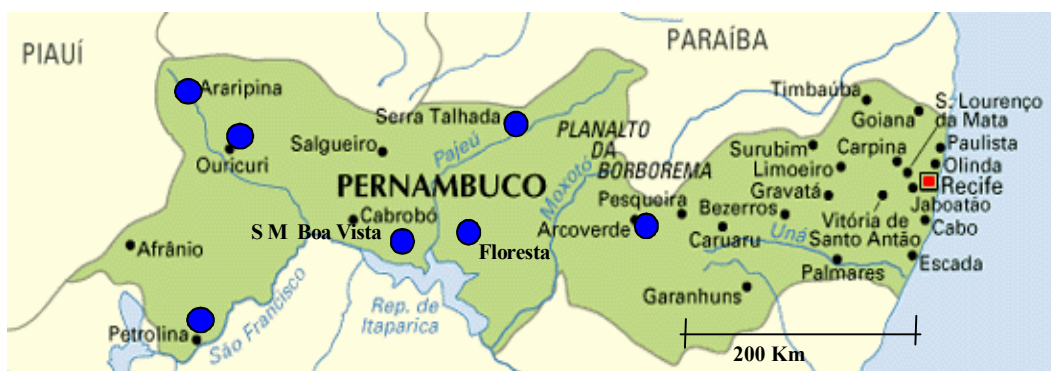 PIAUÍ
PARAÍBA
Araripina
Timbaúba
S. Lourenço
da Mata
Goiana
Serra Talhada
PLANALTO
DA
BORBOREMA
Ouricuri
Salgueiro
Pajeú
Surubim
Carpina
Paulista
Limoeiro
Olinda
PERNAMBUCO
Moxotó
Gravatá
Recife
Pesqueira
Bezerros
Jaboatão
Cabrobó
S M Boa Vista
Floresta
Arcoverde
Caruaru
Uná
Vitória de
Santo Antão
Cabo
Afrânio
Palmares
Escada
São Francisco
Rep. de
Itaparica
Garanhuns
Petrolina
200 Km